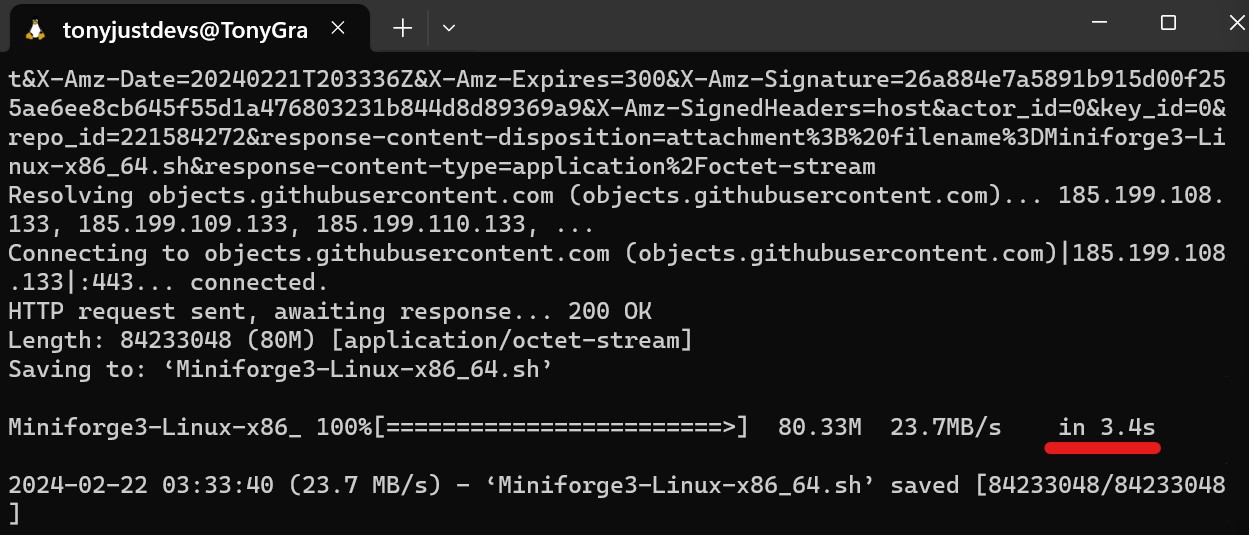 tonyjustdevs@TonyGra
t&X-Amz-Date=20240221T203336Z&X-Amz-Expires=300&X-Amz-Signature=26a884e7a5891b915d00f25
5ae6ee8cb645f55d1a476803231b844d8d89369a9&X-Amz-SignedHeaders=host&actor_id=0&key_id=0&
repo_id=221584272&response-content-disposition=attachment%3B%20filename%3DMiniforge3-Li
nux-x86_64.sh&response-content-type=application%2Foctet-stream
Resolving objects.githubusercontent.com (objects.githubusercontent.com)... 185.199.108.
133, 185.199.109.133, 185.199.110.133, ...
Connecting to objects.githubusercontent.com (objects.githubusercontent.com)|185.199.108
.133|:443... connected.
HTTP request sent, awaiting response... 200 OK
Length: 84233048 (80M) [application/octet-stream]
Saving to: ‘Miniforge3-Linux-x86_64.sh’
Miniforge3-Linux-x86_ 100%[========================>]  80.33M  23.7MB/s    in 3.4s
2024-02-22 03:33:40 (23.7 MB/s) - ‘Miniforge3-Linux-x86_64.sh’ saved [84233048/84233048
]